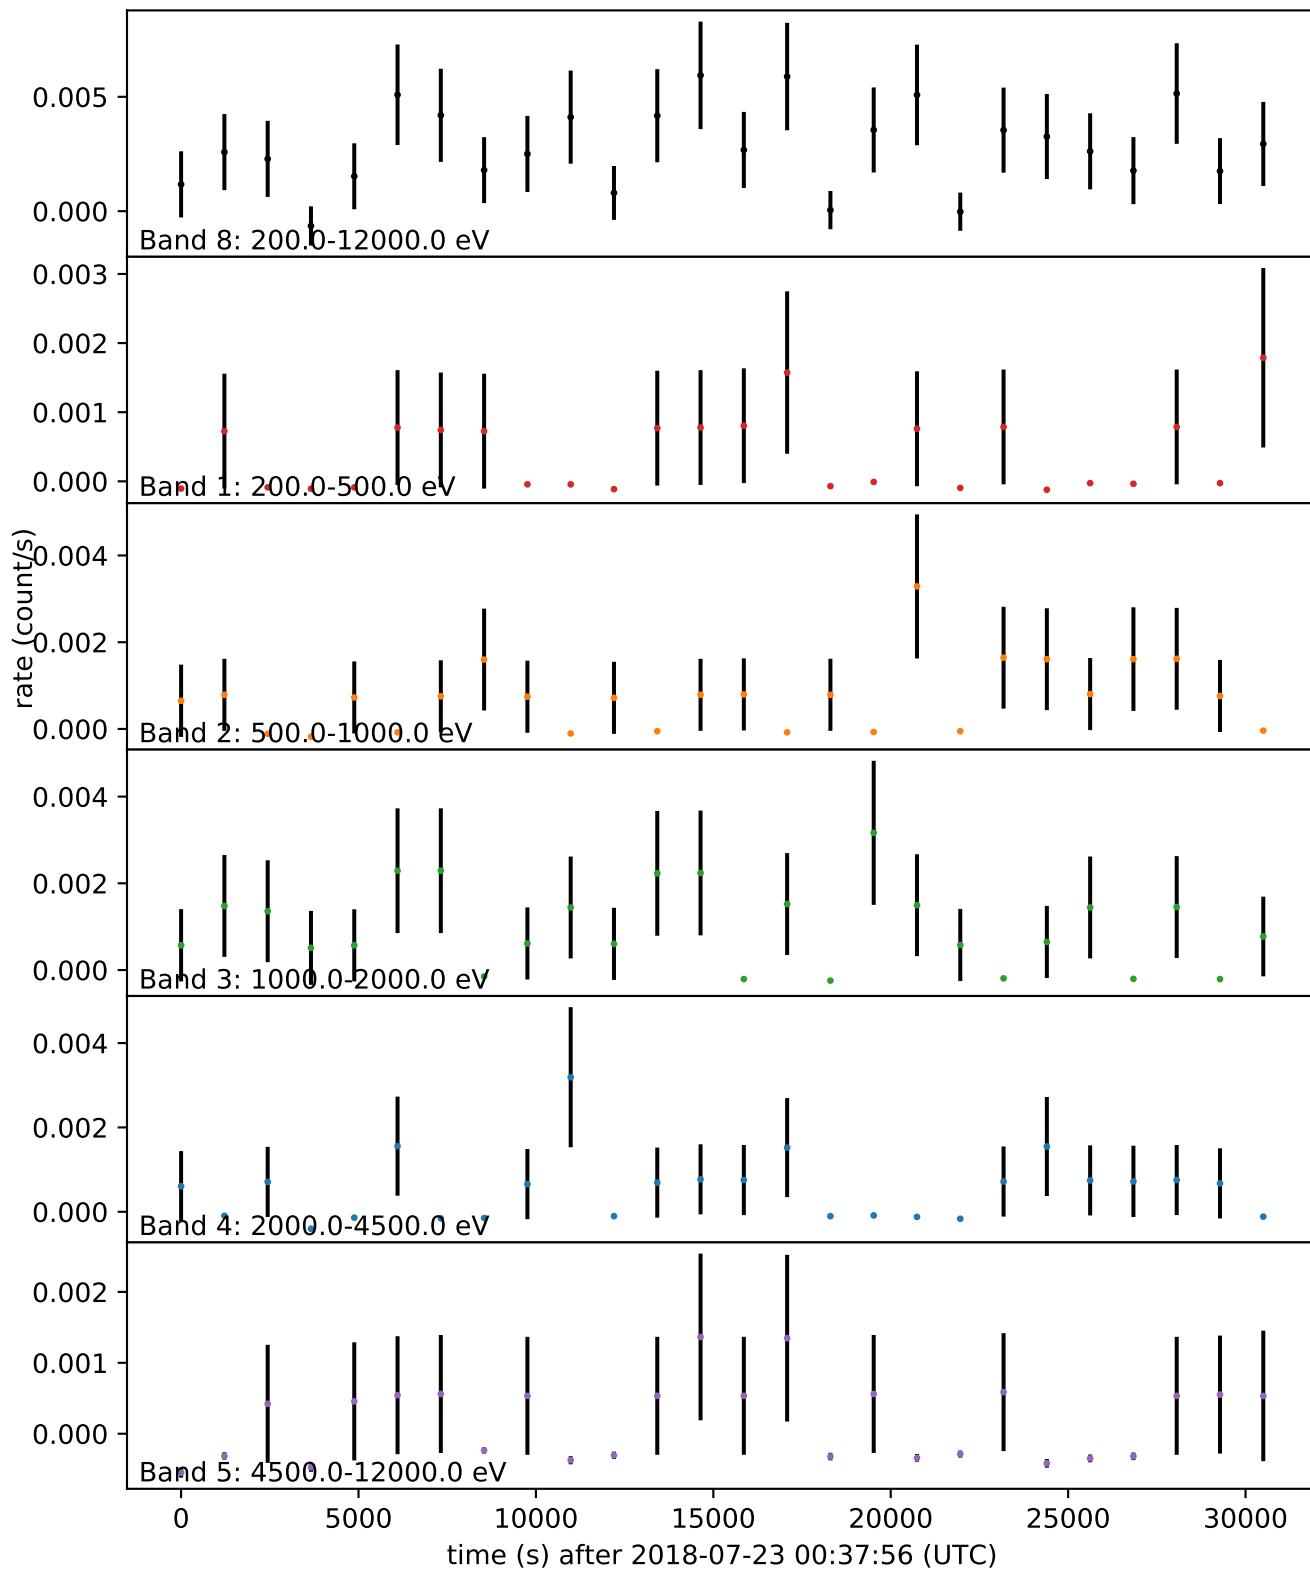 0.005
0.000
Band 8: 200.0-12000.0 eV
0.003
0.002
0.001
0.000
Band 1: 200.0-500.0 eV
rate (count/s)
0.004
0.002
0.000
Band 2: 500.0-1000.0 eV
0.004
0.002
0.000
Band 3: 1000.0-2000.0 eV
0.004
0.002
0.000
Band 4: 2000.0-4500.0 eV
0.002
0.001
0.000
Band 5: 4500.0-12000.0 eV
0 5000 10000 15000 20000 25000 30000
time (s) after 2018-07-23 00:37:56 (UTC)